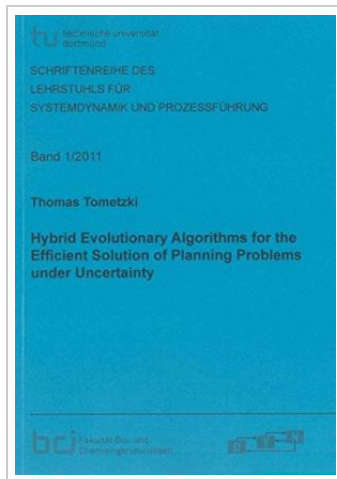 tu technische universität
dortmund
SCHRIFTENREIHE DES
LEHRSTUHLS FÜR
SYSTEMDYNAMIK UND PROZESSFÜHRUNG
Band 1/2011
Thomas Tometzki
Hybrid Evolutionary Algorithms for the
Efficient Solution of Planning Problems
under Uncertainty
bci Fakultät Bio- und
Chemieingenieurwesen